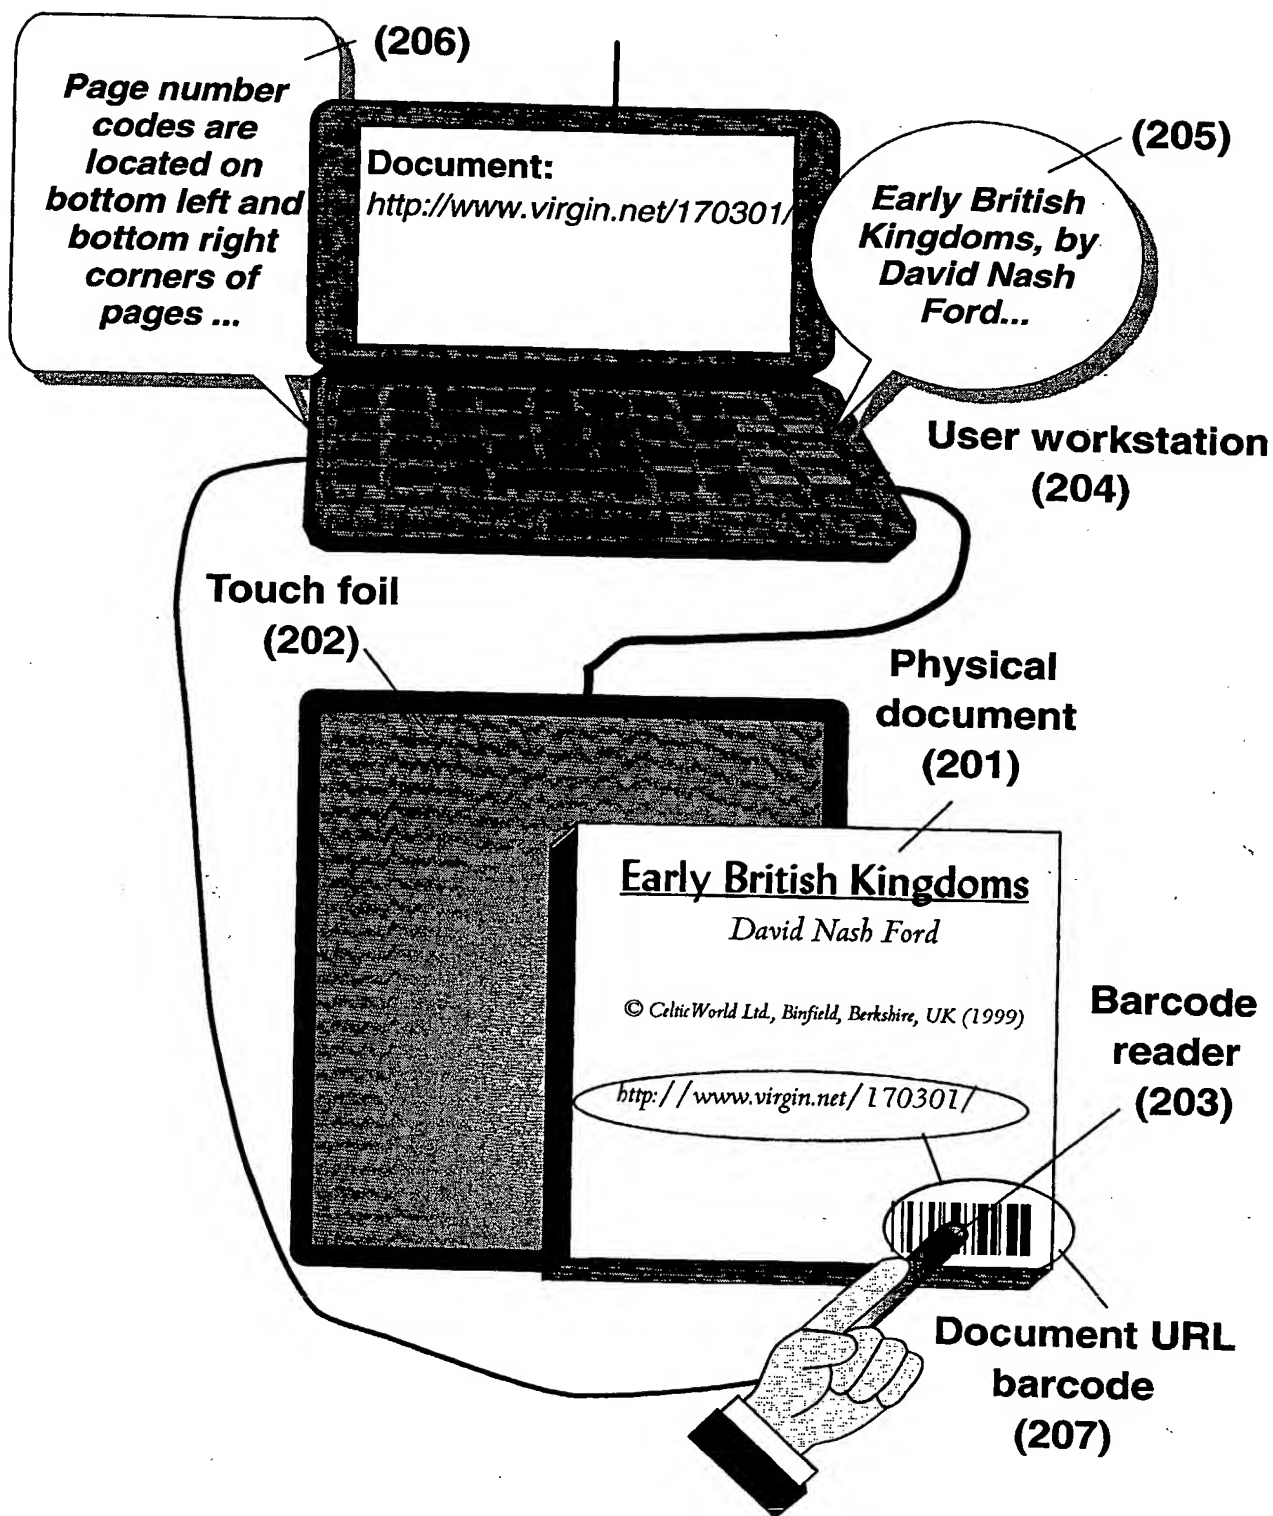 (206)
Page number
codes are
located on
bottom left and
bottom right
corners of
pages ...
Document:
http://www.virgin.net/170301/
(205)
Early British
Kingdoms, by
David Nash
Ford...
User workstation
(204)
Touch foil
(202)
Physical
document
(201)
Early British Kingdoms
David Nash Ford
© CelticWorld Ltd., Binfield, Berkshire, UK (1999)
http://www.virgin.net/170301/
Barcode
reader
(203)
Document URL
barcode
(207)